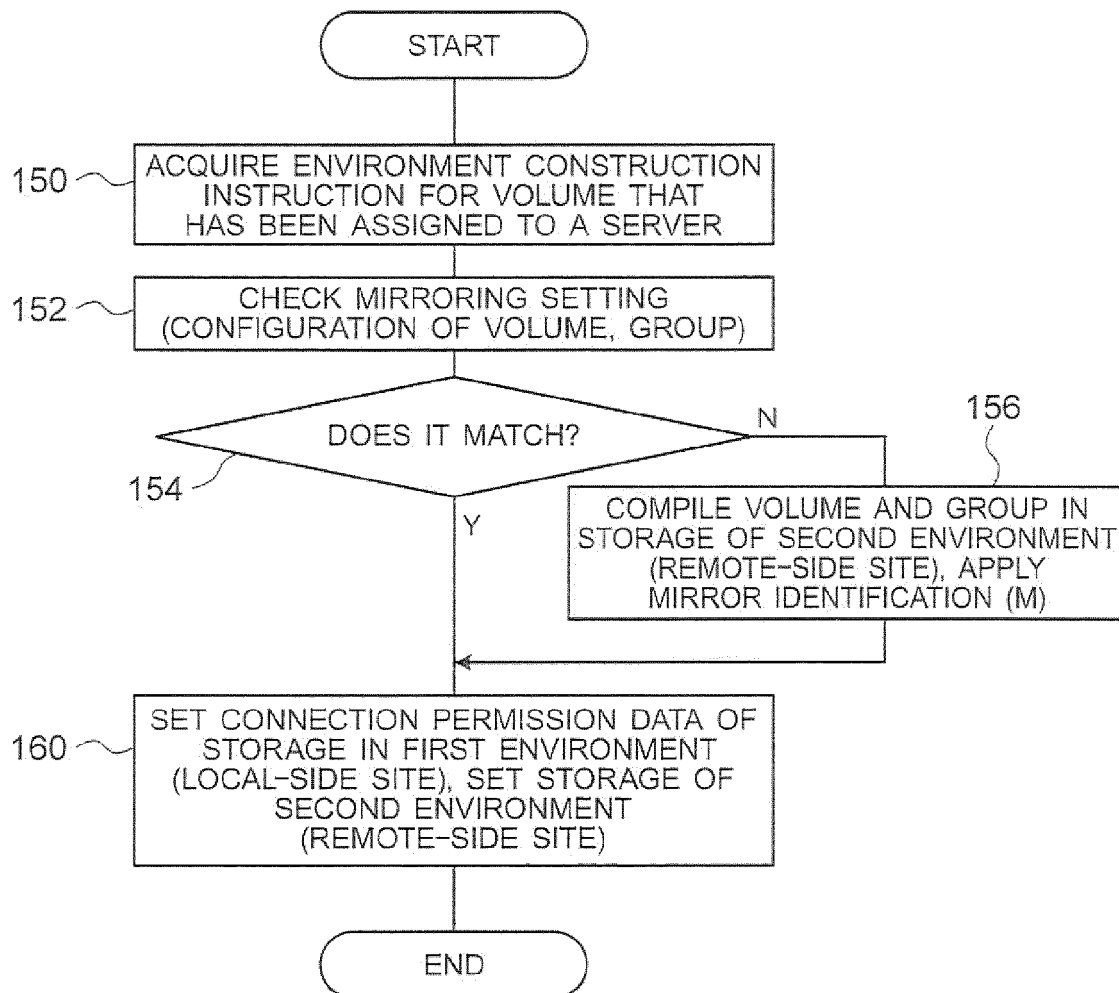 START
150
ACQUIRE ENVIRONMENT CONSTRUCTION
INSTRUCTION FOR VOLUME THAT
HAS BEEN ASSIGNED TO A SERVER
152
CHECK MIRRORING SETTING
(CONFIGURATION OF VOLUME, GROUP)
DOES IT MATCH?
N
156
154
Y
COMPILE VOLUME AND GROUP IN
STORAGE OF SECOND ENVIRONMENT
(REMOTE-SIDE SITE), APPLY
MIRROR IDENTIFICATION (M)
160
SET CONNECTION PERMISSION DATA OF
STORAGE IN FIRST ENVIRONMENT
(LOCAL-SIDE SITE), SET STORAGE OF
SECOND ENVIRONMENT
(REMOTE-SIDE SITE)
END